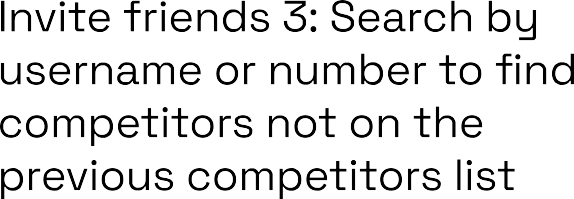 Invite friends 3: Search by
username or number to find
competitors not on the
previous competitors list